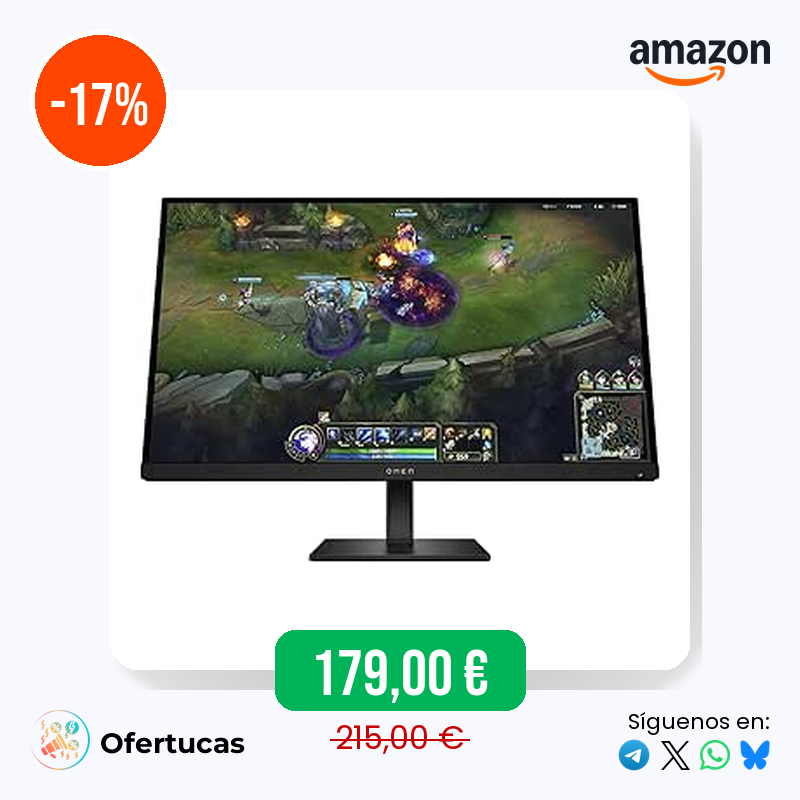 -17%
amazon
OMEN
179,00 €
215,00 €
Ofertucas
Síguenos en: